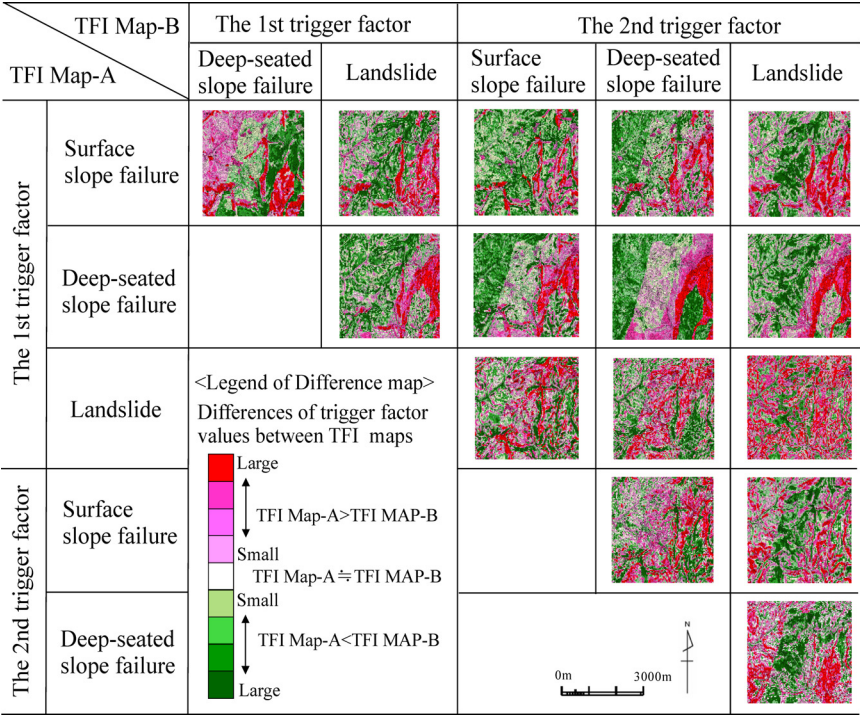 TFI Map-B
TFI Map-A
The 1st trigger factor
The 2nd trigger factor
Deep-seated
slope failure
Landslide
Surface
slope failure
Deep-seated
slope failure
Landslide
The 1st trigger factor
Surface
slope failure
Deep-seated
slope failure
Landslide
<Legend of Difference map>
Differences of trigger factor
values between TFI maps
Large
TFI Map-A>TFI MAP-B
Small
TFI Map-A≒TFI MAP-B
Small
TFI Map-A<TFI MAP-B
Large
The 2nd trigger factor
Surface
slope failure
Deep-seated
slope failure
N
0m
3000m